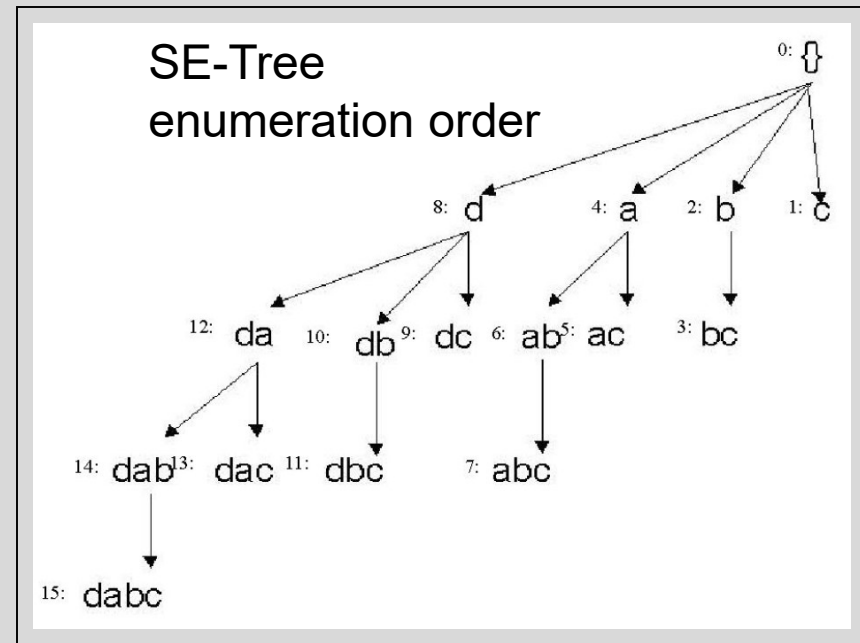 SE-Tree
enumeration order
0: {}
8: d 4: a 2: b 1: c
12: da 10: db 9: dc 6: ab 5: ac 3: bc
14: dab 13: dac 11: dbc 7: abc
15: dabc